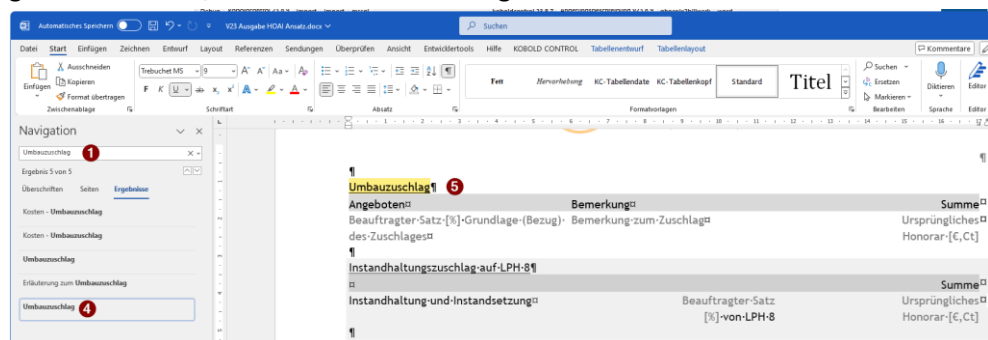 Automatisches Speichern
V23 Ausgabe HOAI Ansatz.docx
Suchen
Datei Start Einfügen Zeichnen Entwurf Layout Referenzen Sendungen Überprüfen Ansicht Entwicklertools Hilfe KOBOLD CONTROL Tabellenentwurf Tabellenlayout
Kommentare
Einfügen
Ausschneiden
Kopieren
Format übertragen
Zwischenablage
Trebuchet MS 9
F K U ab x₂ x²
Schriftart
Absatz
Fett Hervorhebung KC-Tabellendate KC-Tabellenkopf Standard Titel
Formatvorlagen
Suchen
Ersetzen
Markieren
Bearbeiten
Diktieren
Sprache
Editor
Editor
Navigation
Umbauzuschlag 1
Ergebnis 5 von 5
Überschriften Seiten Ergebnisse
Kosten – Umbauzuschlag
Kosten – Umbauzuschlag
Umbauzuschlag
Erläuterung zum Umbauzuschlag
Umbauzuschlag 4
¶
¶
Umbauzuschlag¶ 5
Angeboten¤ Bemerkung¤ Summe¤
Beauftragter·Satz·[%]·Grundlage·(Bezug)· Bemerkung·zum·Zuschlag¤ Ursprüngliches¤
des·Zuschlages¤ Honorar·[€,Ct]
¶
Instandhaltungszuschlag·auf·LPH·8¶
¤ Summe¤
Instandhaltung·und·Instandsetzung¤ Beauftragter·Satz Ursprüngliches¤
[%]·von·LPH·8 Honorar·[€,Ct]
¶